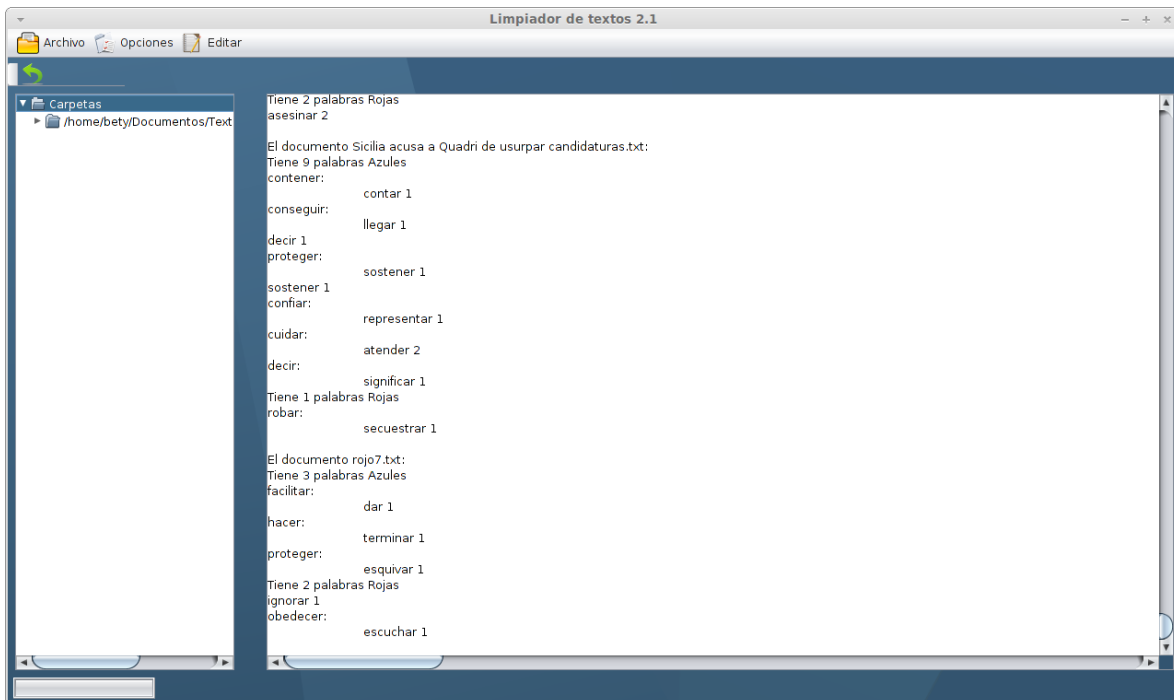 Limpiador de textos 2.1
Archivo Opciones Editar
Carpetas
/home/bety/Documentos/Text
Tiene 2 palabras Rojas
asesinar 2
El documento Sicilia acusa a Quadri de usurpar candidaturas.txt:
Tiene 9 palabras Azules
contener:
contar 1
conseguir:
llegar 1
decir 1
proteger:
sostener 1
sostener 1
confiar:
representar 1
cuidar:
atender 2
decir:
significar 1
Tiene 1 palabras Rojas
robar:
secuestrar 1
El documento rojo7.txt:
Tiene 3 palabras Azules
facilitar:
dar 1
hacer:
terminar 1
proteger:
esquivar 1
Tiene 2 palabras Rojas
ignorar 1
obedecer:
escuchar 1